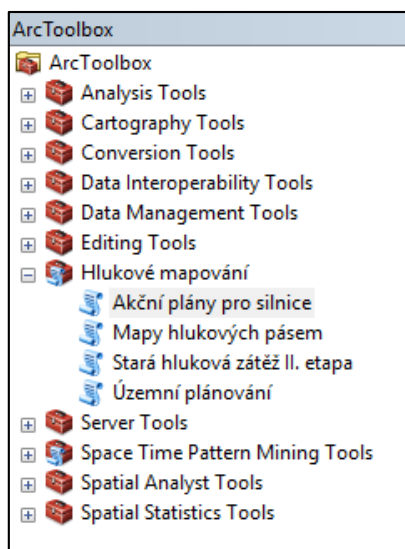 ArcToolbox
ArcToolbox
Analysis Tools
Cartography Tools
Conversion Tools
Data Interoperability Tools
Data Management Tools
Editing Tools
Hlukové mapování
Akční plány pro silnice
Mapy hlukových pásem
Stará hluková zátěž II. etapa
Územní plánování
Server Tools
Space Time Pattern Mining Tools
Spatial Analyst Tools
Spatial Statistics Tools